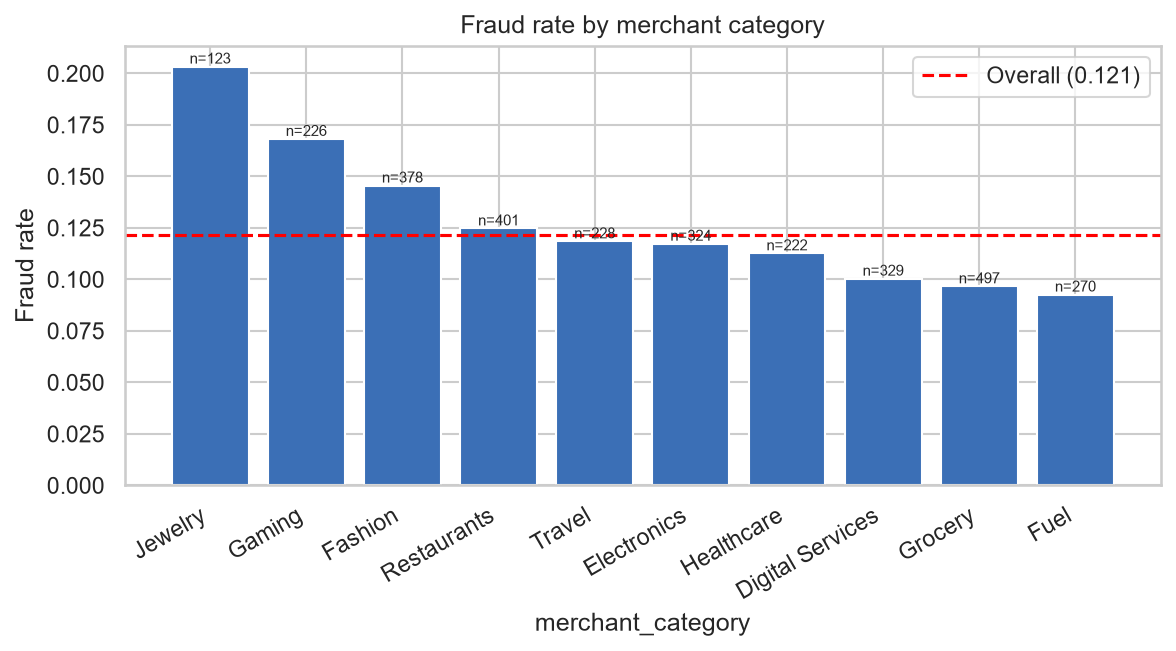 Fraud rate by merchant category
Overall (0.121)
Fraud rate
0.200
0.175
0.150
0.125
0.100
0.075
0.050
0.025
0.000
n=123
n=226
n=378
n=401
n=228
n=324
n=222
n=329
n=497
n=270
Jewelry
Gaming
Fashion
Restaurants
Travel
Electronics
Healthcare
Digital Services
Grocery
Fuel
merchant_category